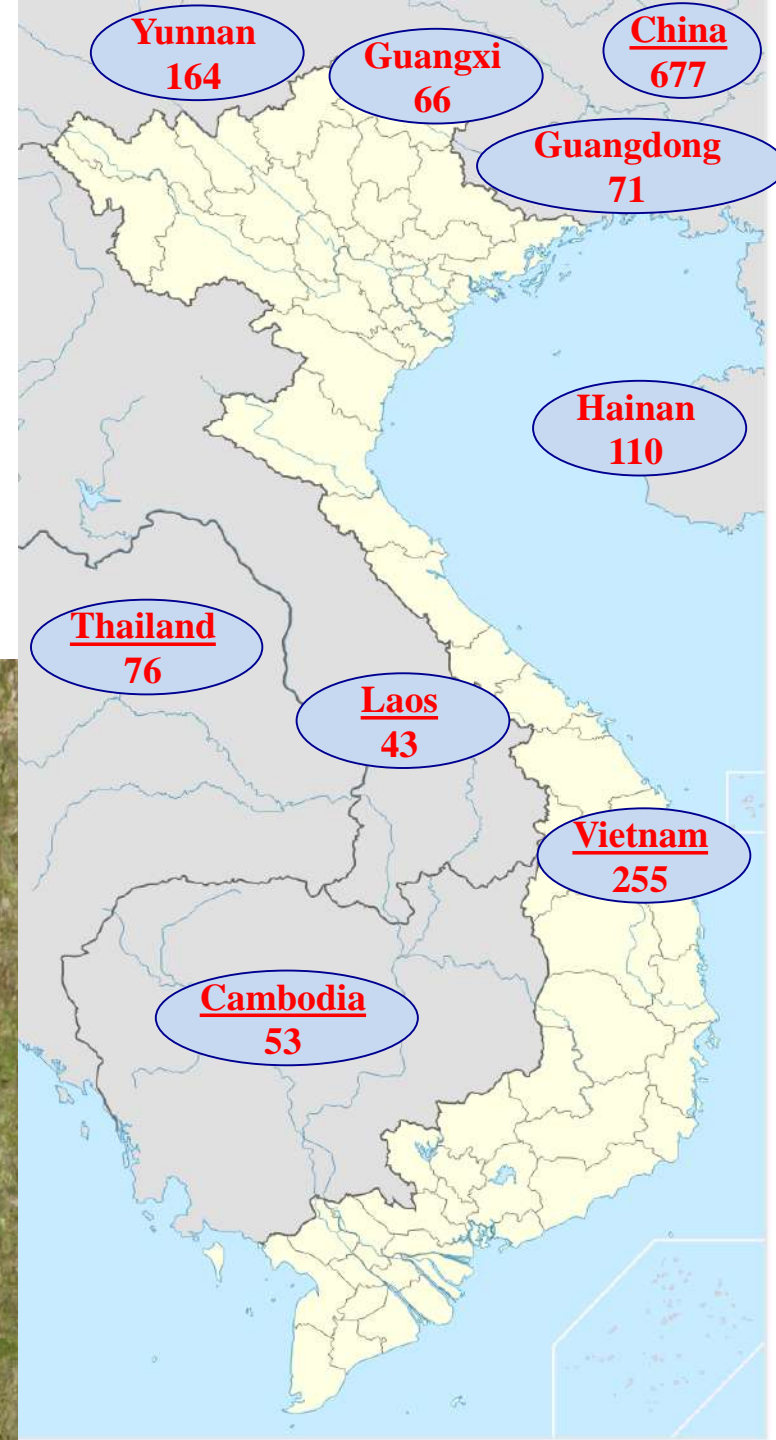 Yunnan
164
Guangxi
66
China
677
Guangdong
71
Hainan
110
Thailand
76
Laos
43
Vietnam
255
Cambodia
53